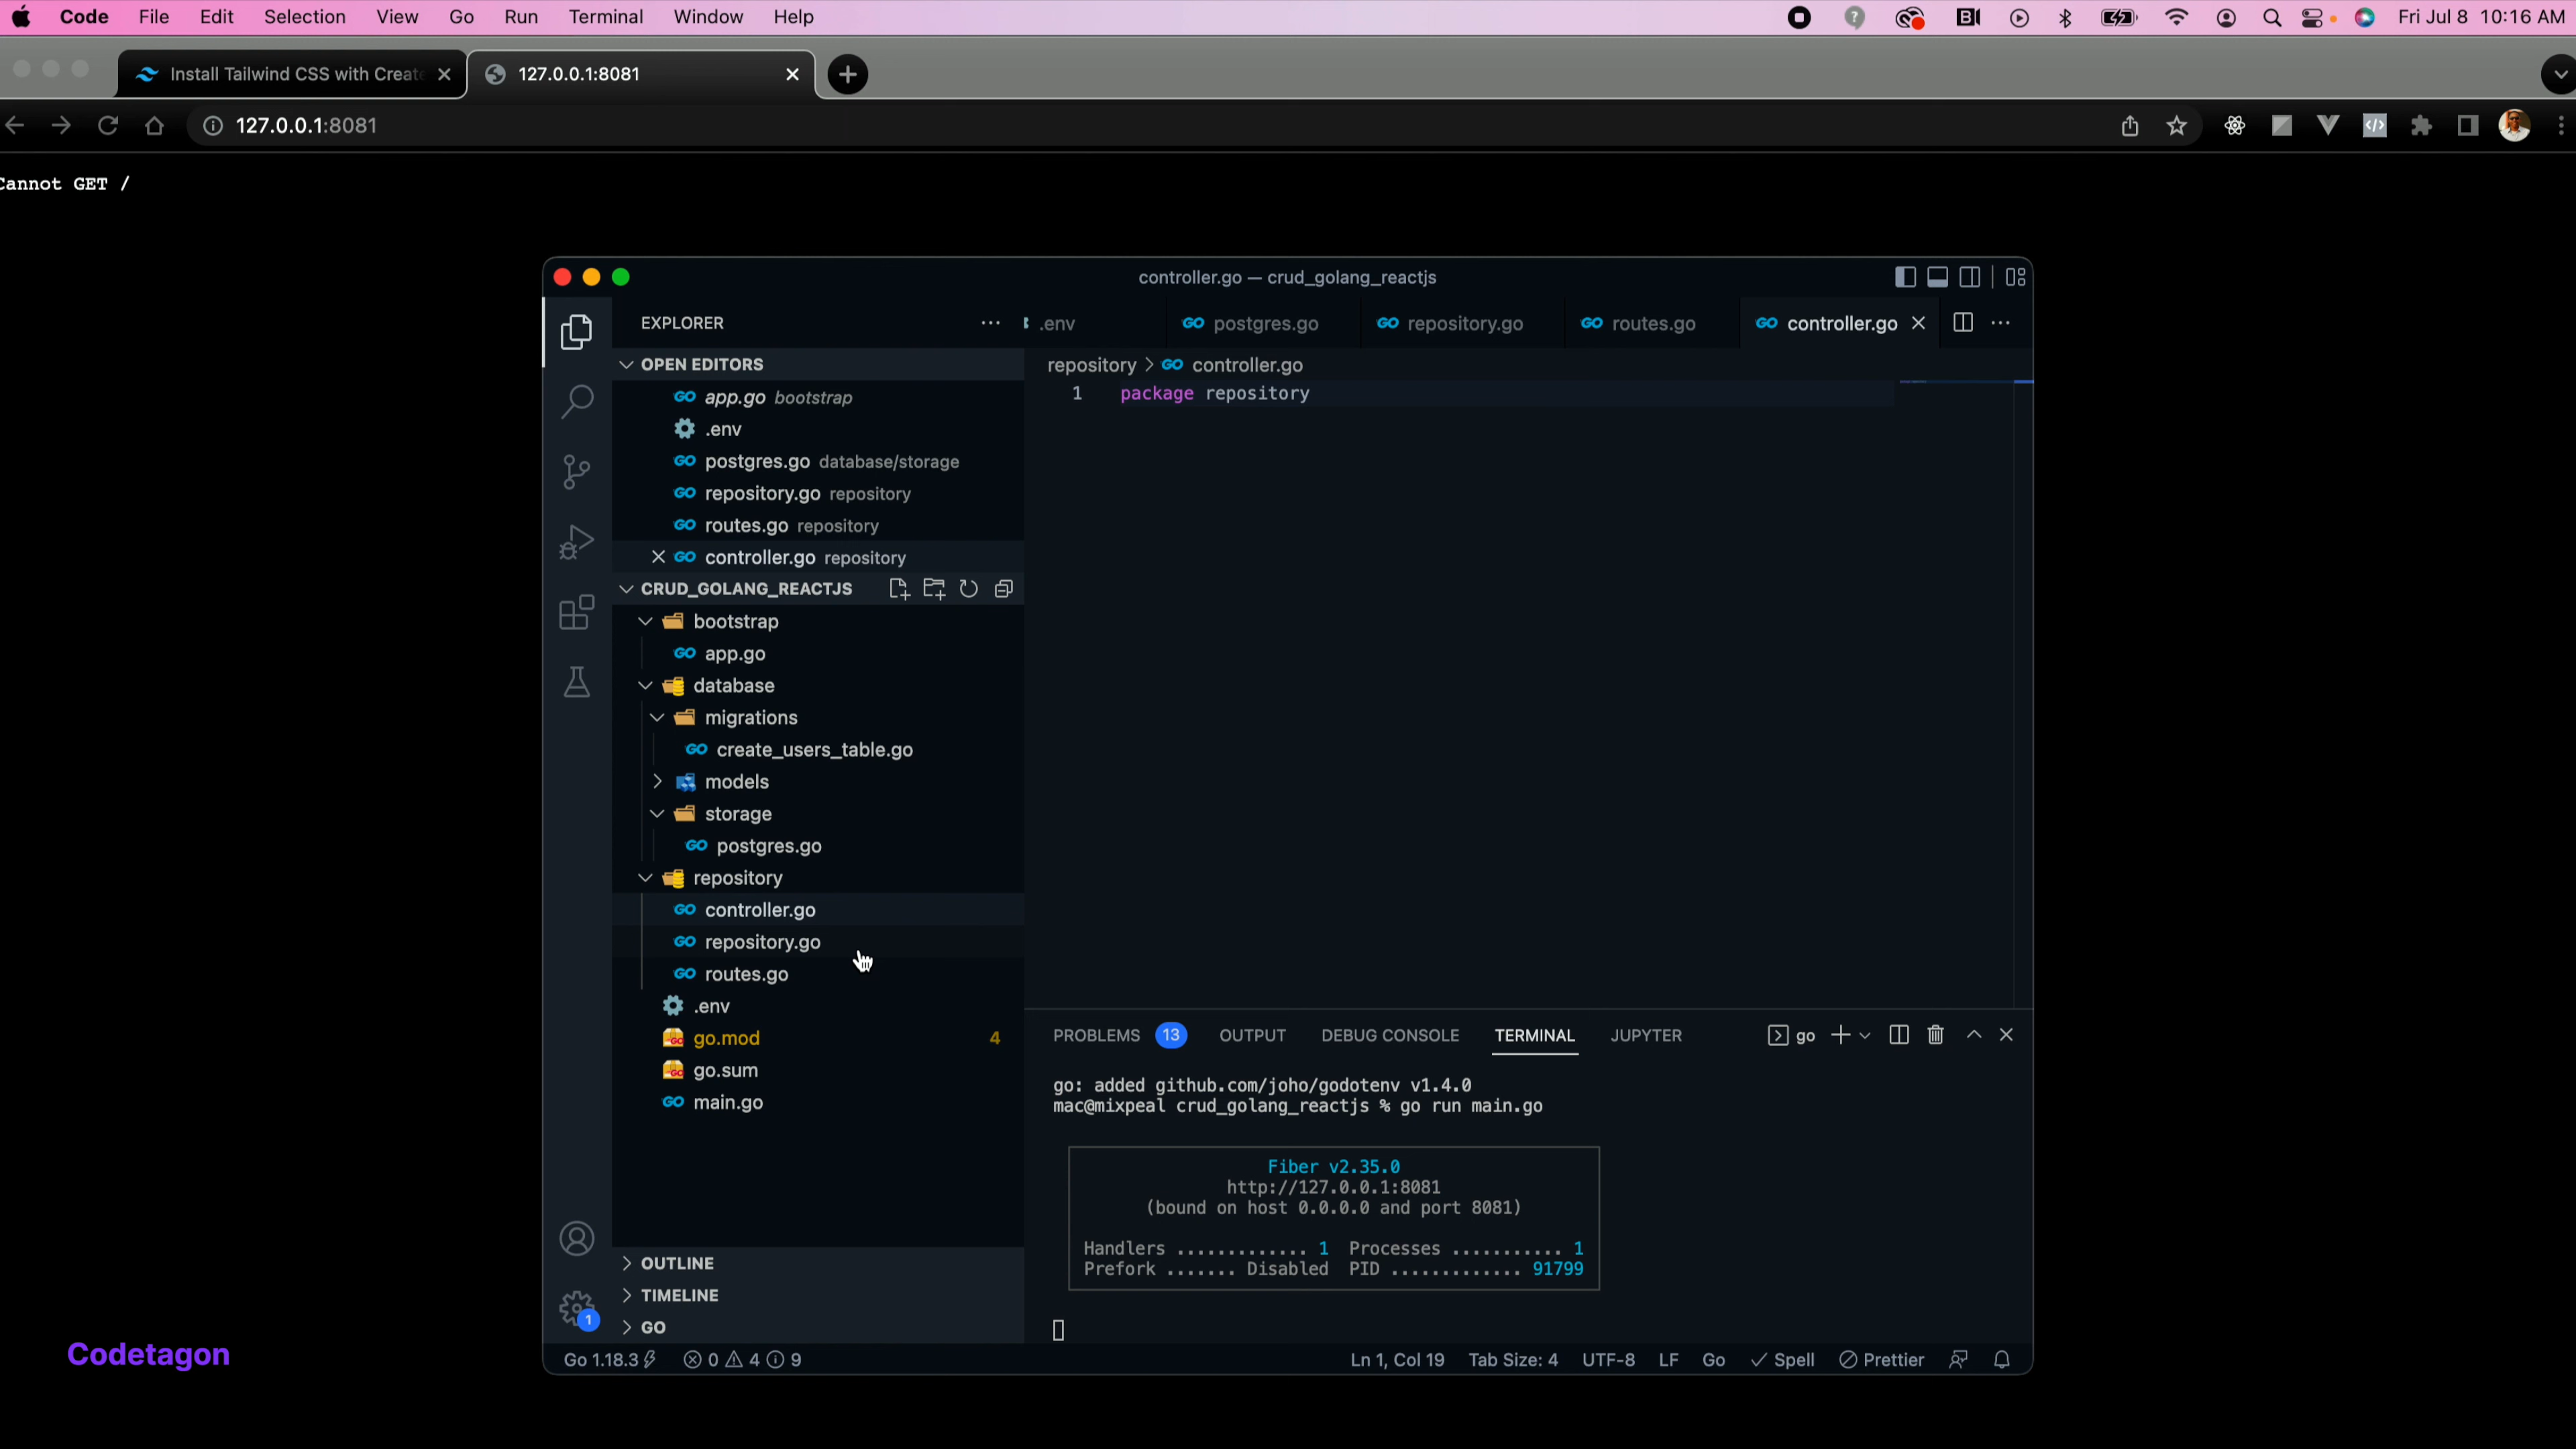 Code File Edit Selection View Go Run Terminal Window Help Fri Jul 8 10:16 AM
Install Tailwind CSS with Create 127.0.0.1:8081
127.0.0.1:8081
Cannot GET /
controller.go — crud_golang_reactjs
EXPLORER
.env postgres.go repository.go routes.go controller.go
OPEN EDITORS
repository > controller.go
app.go bootstrap
.env
postgres.go database/storage
repository.go repository
routes.go repository
controller.go repository
1 package repository
CRUD_GOLANG_REACTJS
bootstrap
app.go
database
migrations
create_users_table.go
models
storage
postgres.go
repository
controller.go
repository.go
routes.go
.env
go.mod 4
go.sum
main.go
OUTLINE
TIMELINE
GO
PROBLEMS 13 OUTPUT DEBUG CONSOLE TERMINAL JUPYTER go
go: added github.com/joho/godotenv v1.4.0
mac@mixpeal crud_golang_reactjs % go run main.go
Fiber v2.35.0
http://127.0.0.1:8081
(bound on host 0.0.0.0 and port 8081)
Handlers ............. 1 Processes ........... 1
Prefork ....... Disabled PID ............. 91799
1
Go 1.18.3 0 4 9 Ln 1, Col 19 Tab Size: 4 UTF-8 LF Go Spell Prettier
Codetagon